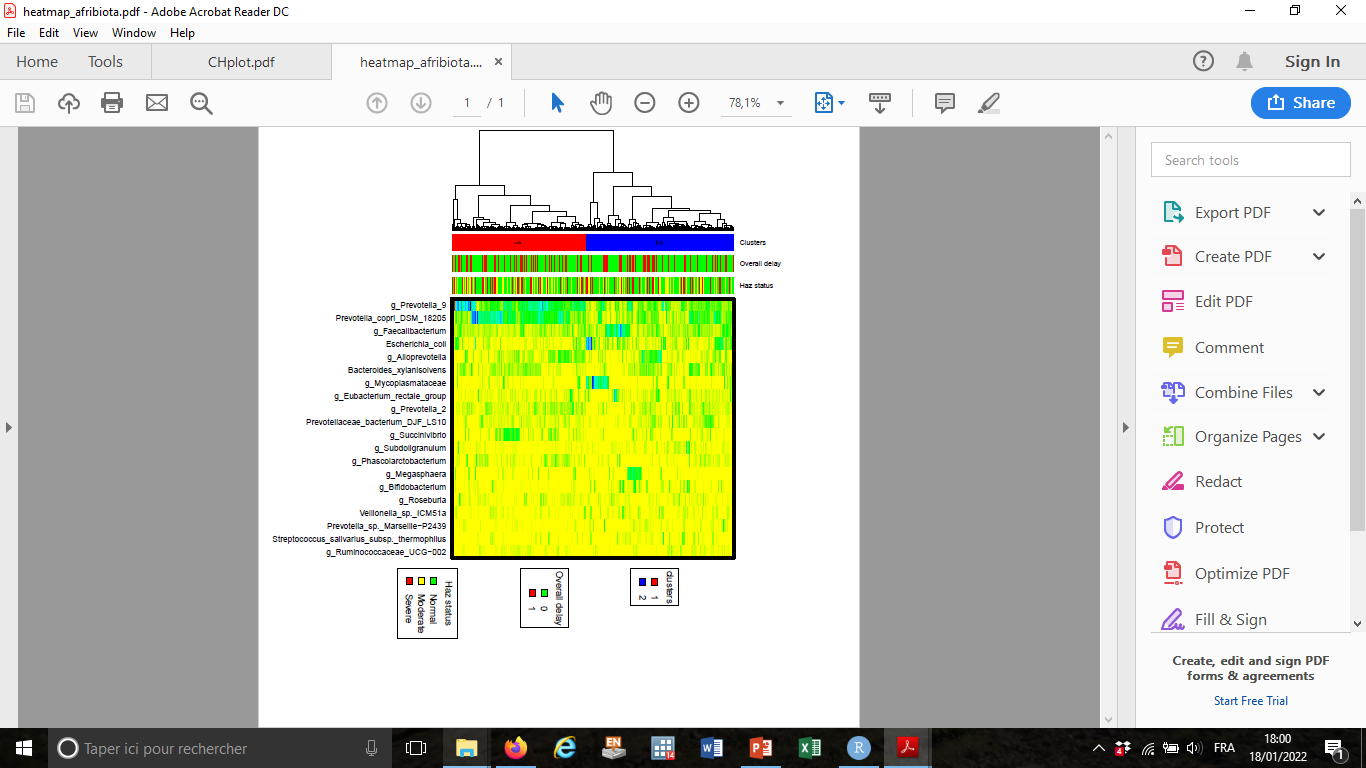 heatmap_afribiota.pdf - Adobe Acrobat Reader DC
File Edit View Window Help
Home Tools CHplot.pdf heatmap_afribiota.... ×
1 / 1 78,1% Share
? Sign In
Search tools
Export PDF
Create PDF
Edit PDF
Comment
Combine Files
Organize Pages
Redact
Protect
Optimize PDF
Fill & Sign
Create, edit and sign PDF
forms & agreements
Start Free Trial
Clusters
Overall delay
Haz status
g_Prevotella_9
Prevotella_copri_DSM_18205
g_Faecalibacterium
Escherichia_coli
g_Alloprevotella
Bacteroides_xylanisolvens
g_Mycoplasmataceae
g_Eubacterium_rectale_group
g_Prevotella_2
Prevotellaceae_bacterium_DJF_LS10
g_Succinivibrio
g_Subdoligranulum
g_Phascolarctobacterium
g_Megasphaera
g_Bifidobacterium
g_Roseburia
Veillonella_sp._ICM51a
Prevotella_sp._Marseille-P2439
Streptococcus_salivarius_subsp._thermophilus
g_Ruminococcaceae_UCG-002
Haz status
Normal
Moderate
Severe
Overall delay
0
1
clusters
1
2
Taper ici pour rechercher
EN
14
4
FRA
18:00
18/01/2022
1